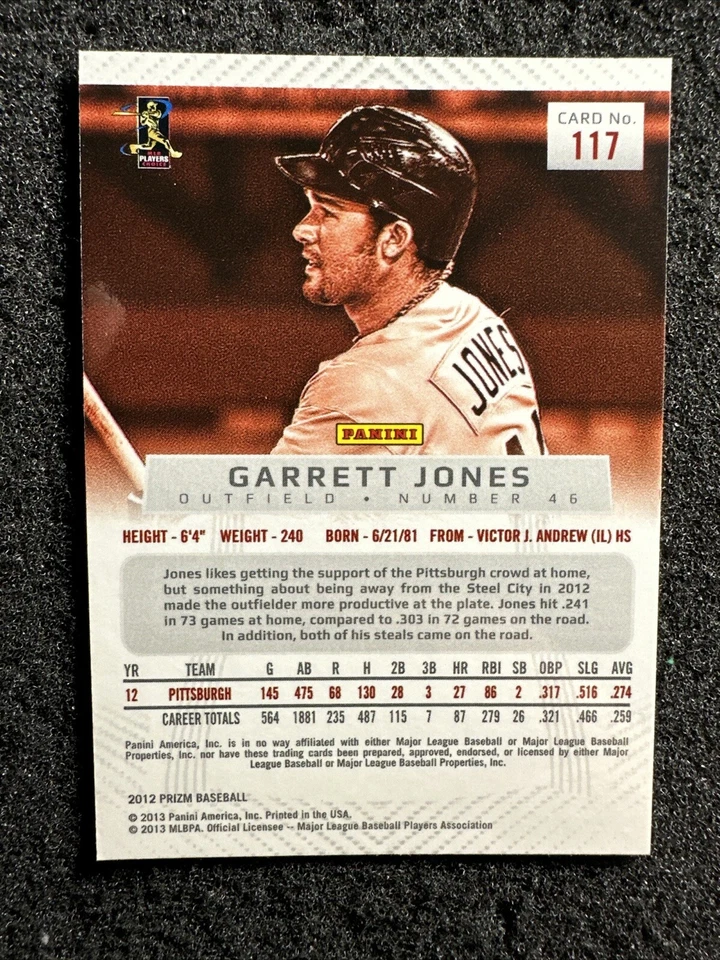 MLB
PLAYERS
CHOICE
CARD No.
117
JONES
PANINI
GARRETT JONES
OUTFIELD • NUMBER 46
HEIGHT - 6'4" WEIGHT - 240 BORN - 6/21/81 FROM - VICTOR J. ANDREW (IL) HS
Jones likes getting the support of the Pittsburgh crowd at home,
but something about being away from the Steel City in 2012
made the outfielder more productive at the plate. Jones hit .241
in 73 games at home, compared to .303 in 72 games on the road.
In addition, both of his steals came on the road.
YR TEAM G AB R H 2B 3B HR RBI SB OBP SLG AVG
12 PITTSBURGH 145 475 68 130 28 3 27 86 2 .317 .516 .274
CAREER TOTALS 564 1881 235 487 115 7 87 279 26 .321 .466 .259
Panini America, Inc. is in no way affiliated with either Major League Baseball or Major League Baseball
Properties, Inc. nor have these trading cards been prepared, approved, endorsed, or licensed by either Major
League Baseball or Major League Baseball Properties, Inc.
2012 PRIZM BASEBALL
© 2013 Panini America, Inc. Printed in the USA.
© 2013 MLBPA. Official Licensee -- Major League Baseball Players Association